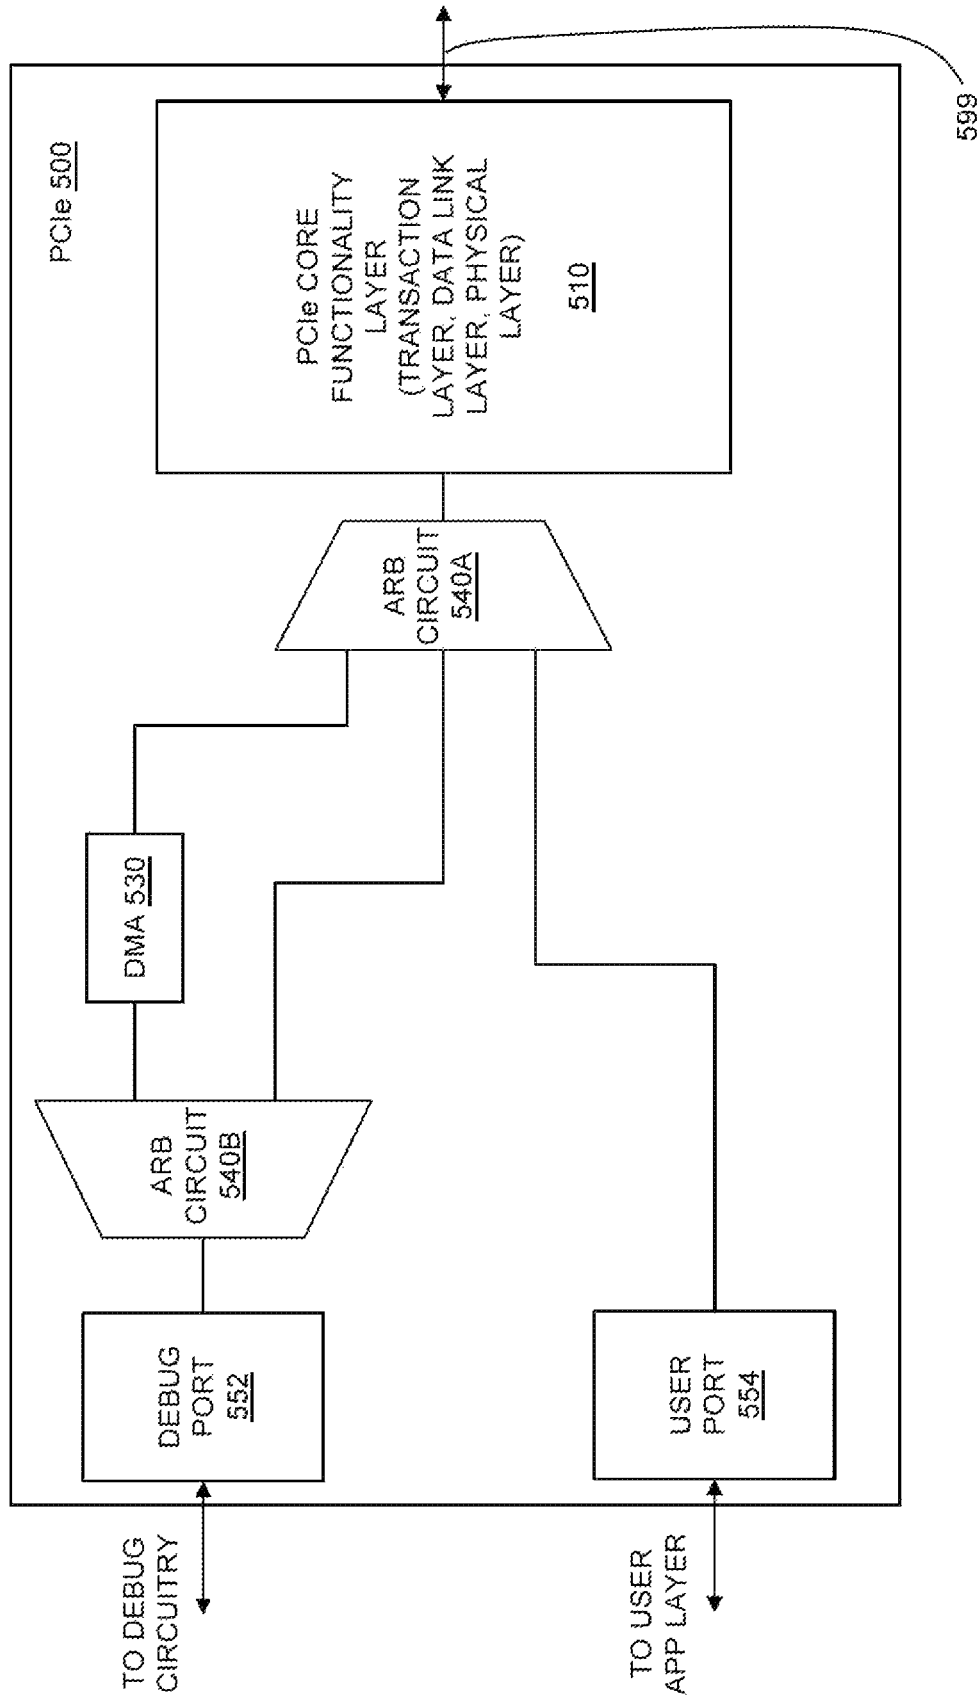 PCIe 500
PCIe CORE
FUNCTIONALITY
LAYER
(TRANSACTION
LAYER, DATA LINK
LAYER, PHYSICAL
LAYER)
510
599
ARB
CIRCUIT
540A
DMA 530
ARB
CIRCUIT
540B
DEBUG
PORT
552
USER
PORT
554
TO DEBUG
CIRCUITRY
TO USER
APP LAYER